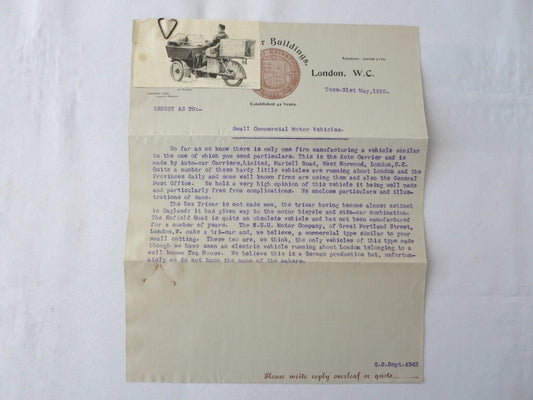 r Buildings,
London, W.C.
Established 42 Years.
Tues.31st May,1910.
REPORT AS TO:-
Small Commercial Motor Vehicles.
So far as we know there is only one firm manufacturing a vehicle similar
to the one of which you send particulars. This is the Auto Carrier and is
made by Auto-car Carriers,Limited, Martell Road, West Norwood, London,S.E.
Quite a number of these hardy little vehicles are running about London and the
Provinces daily and some well known firms are using them and also the General
Post Office. We hold a very high opinion of this vehicle it being well made
and particularly free from complications. We enclose particulars and illus-
trations of same.
The Rex Tricar is not made now, the tricar having become almost extinct
in England: it has given way to the motor bicycle and side-car combination.
The Enfield Quad is quite an obsolete vehicle and has not been manufactured
for a number of years. The N.S.U. Motor Company, of Great Portland Street,
London,W. make a tri-car and, we believe, a commercial type similar to your
small cutting. These two are, we think, the only vehicles of this type made
though we have seen an electric vehicle running about London belonging to a
well known Tea House. We believe this is a German production but, unfortun-
ately we do not know the name of the makers.
S.S.Dept.4343
Please write reply overleaf or quote